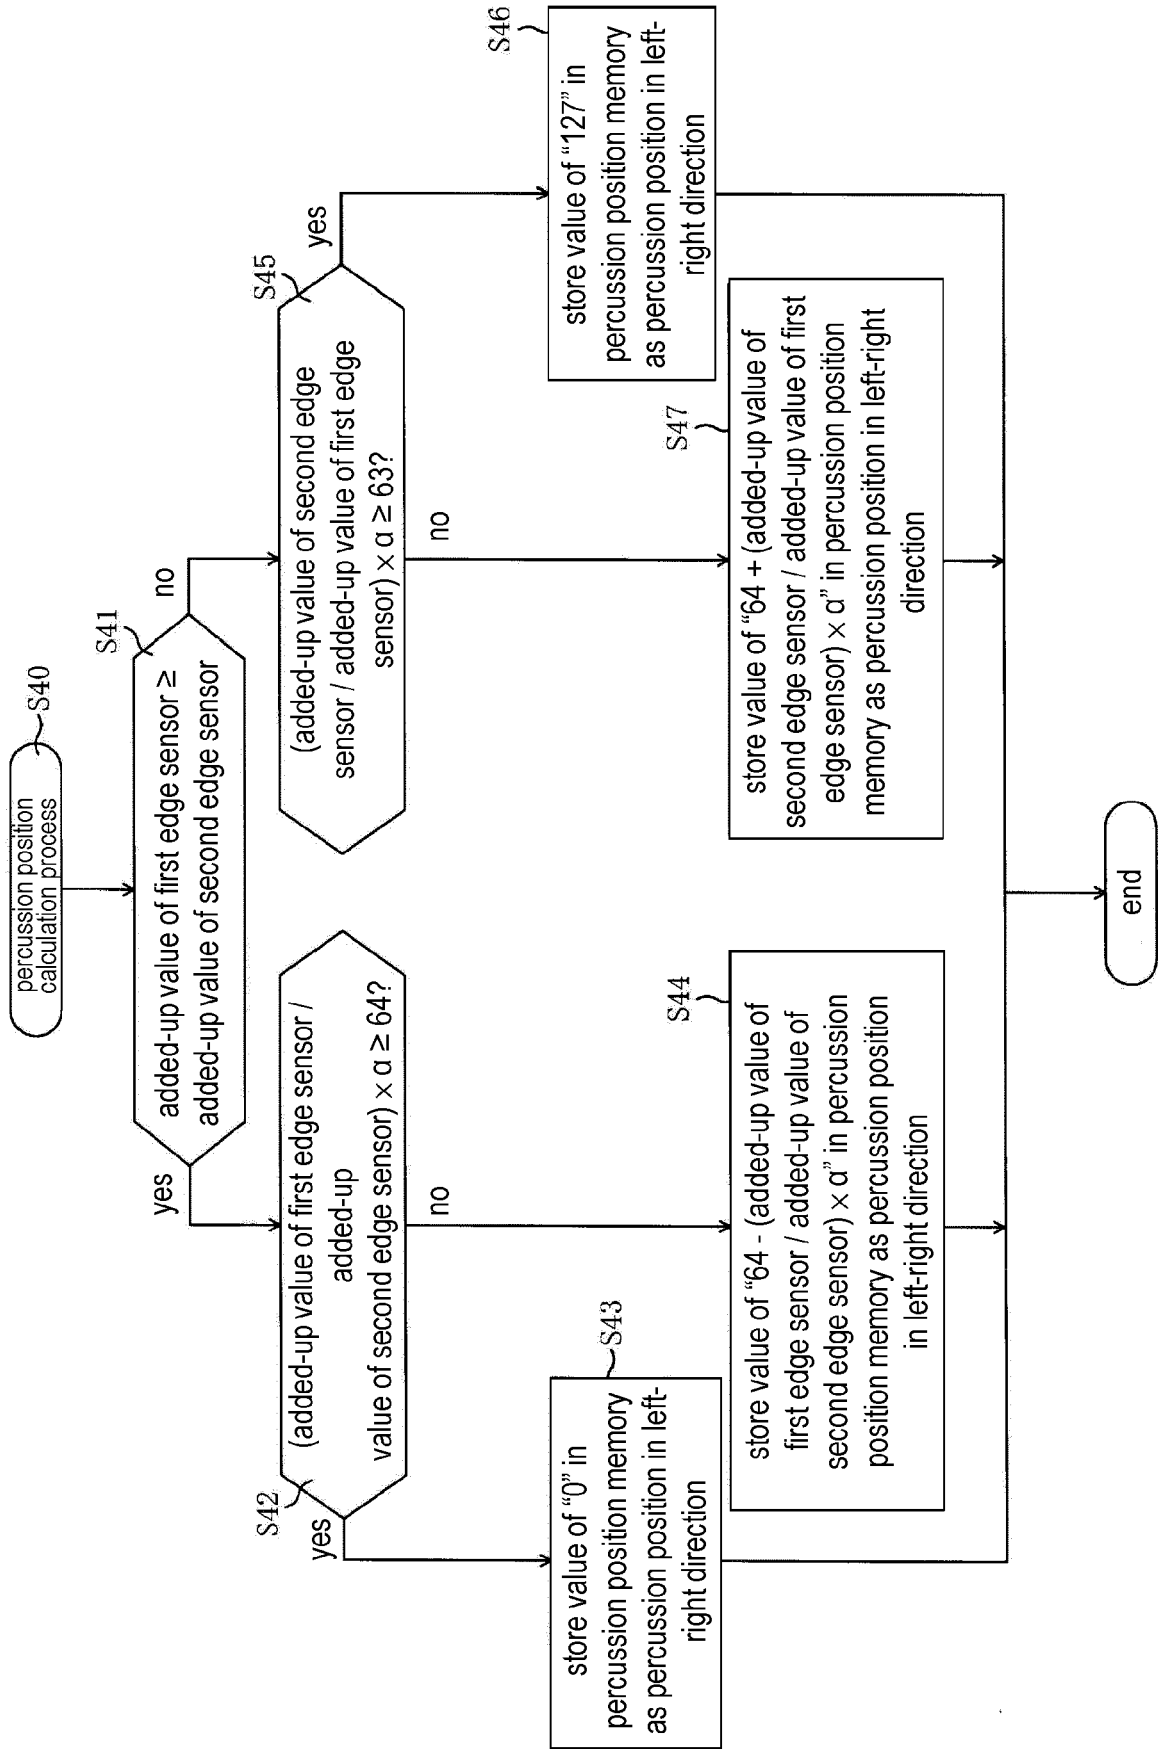 percussion position
calculation process
S40
S41
added-up value of first edge sensor ≥
added-up value of second edge sensor
yes
no
S42
(added-up value of first edge sensor /
added-up
value of second edge sensor) × α ≥ 64?
yes
no
S45
(added-up value of second edge
sensor / added-up value of first edge
sensor) × α ≥ 63?
yes
no
S43
store value of “0” in
percussion position memory
as percussion position in left-
right direction
S44
store value of “64 - (added-up value of
first edge sensor / added-up value of
second edge sensor) × α” in percussion
position memory as percussion position
in left-right direction
S47
store value of “64 + (added-up value of
second edge sensor / added-up value of first
edge sensor) × α” in percussion position
memory as percussion position in left-right
direction
S46
store value of “127” in
percussion position memory
as percussion position in left-
right direction
end